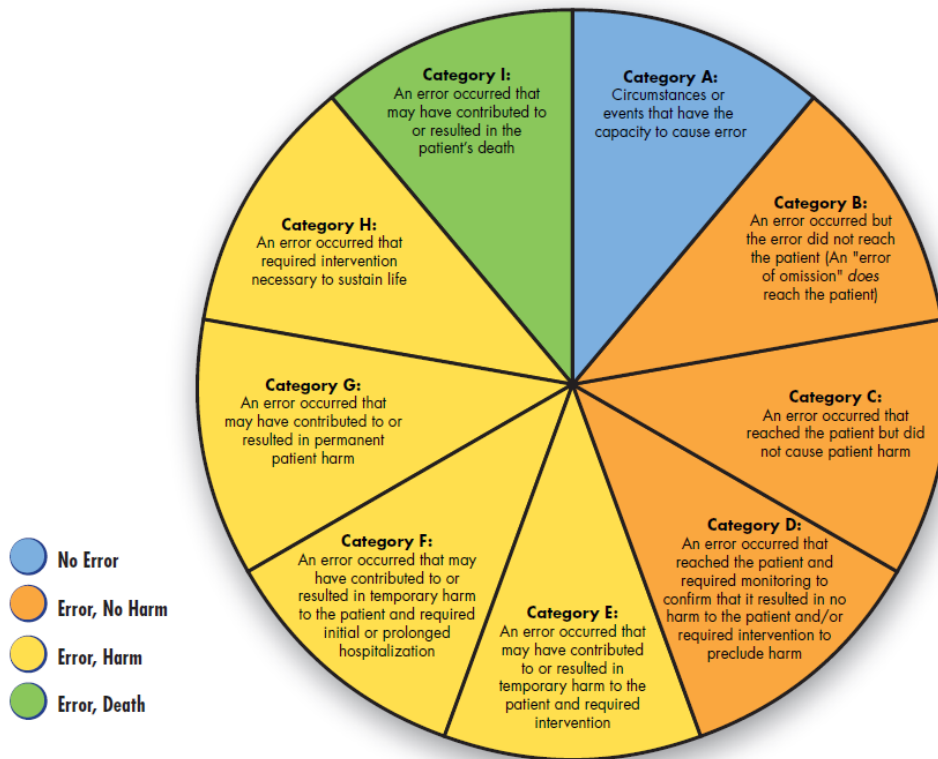 Category I:
An error occurred that
may have contributed to
or resulted in the
patient's death
Category A:
Circumstances or
events that have the
capacity to cause error
Category B:
An error occurred but
the error did not reach
the patient (An "error
of omission" does
reach the patient)
Category H:
An error occurred that
required intervention
necessary to sustain life
Category C:
An error occurred that
reached the patient but did
not cause patient harm
Category G:
An error occurred that
may have contributed to or
resulted in permanent
patient harm
Category D:
An error occurred that
reached the patient and
required monitoring to
confirm that it resulted in no
harm to the patient and/or
required intervention to
preclude harm
Category F:
An error occurred that may
have contributed to or
resulted in temporary harm
to the patient and required
initial or prolonged
hospitalization
Category E:
An error occurred that
may have contributed
to or resulted in
temporary harm to the
patient and required
intervention
No Error
Error, No Harm
Error, Harm
Error, Death